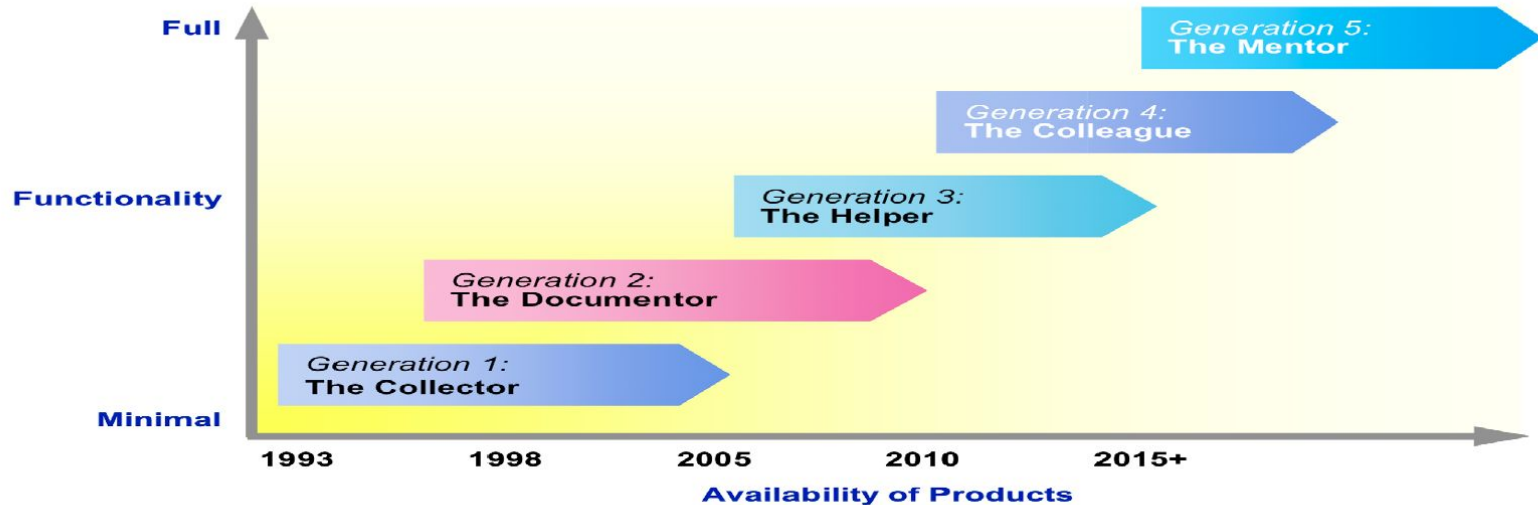 Full
Generation 5:
The Mentor
Generation 4:
The Colleague
Functionality
Generation 3:
The Helper
Generation 2:
The Documentor
Generation 1:
The Collector
Minimal
1993 1998 2005 2010 2015+
Availability of Products